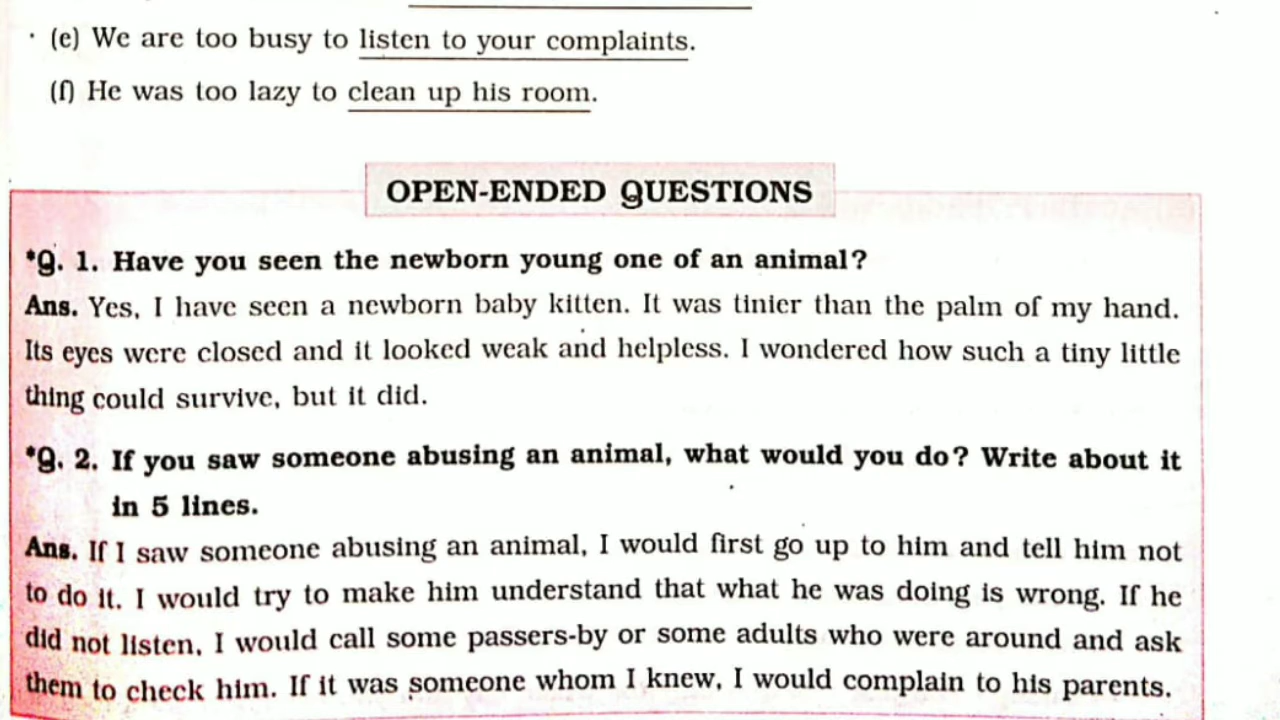 (e) We are too busy to listen to your complaints.
(f) He was too lazy to clean up his room.
OPEN-ENDED QUESTIONS
*Q. 1. Have you seen the newborn young one of an animal?
Ans. Yes, I have seen a newborn baby kitten. It was tinier than the palm of my hand.
Its eyes were closed and it looked weak and helpless. I wondered how such a tiny little
thing could survive, but it did.
*Q. 2. If you saw someone abusing an animal, what would you do? Write about it
in 5 lines.
Ans. If I saw someone abusing an animal, I would first go up to him and tell him not
to do it. I would try to make him understand that what he was doing is wrong. If he
did not listen, I would call some passers-by or some adults who were around and ask
them to check him. If it was someone whom I knew, I would complain to his parents.